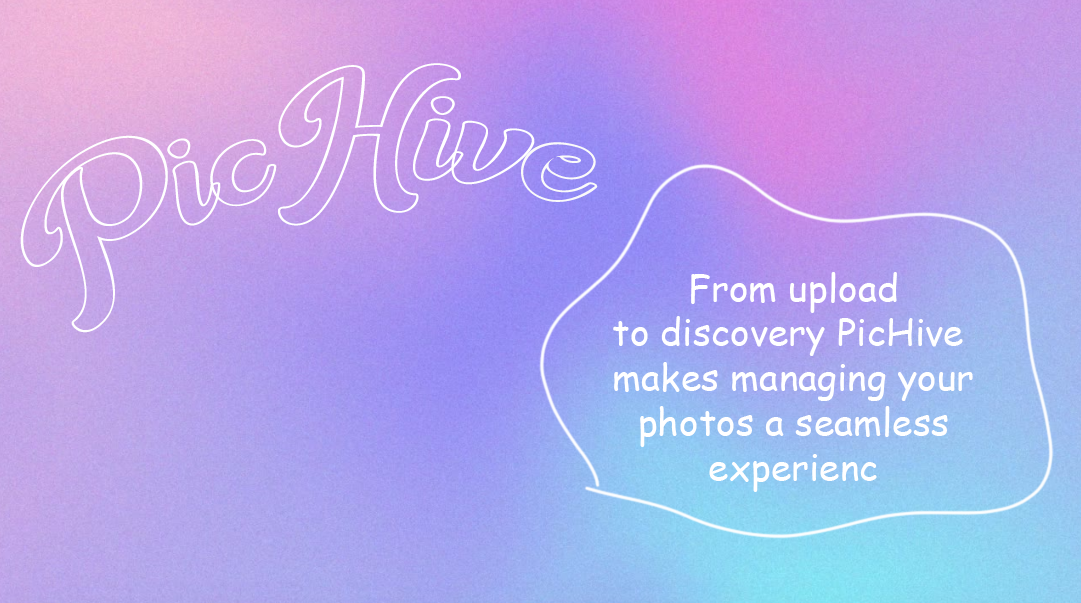 PicHive
From upload
to discovery PicHive
makes managing your
photos a seamless
experienc